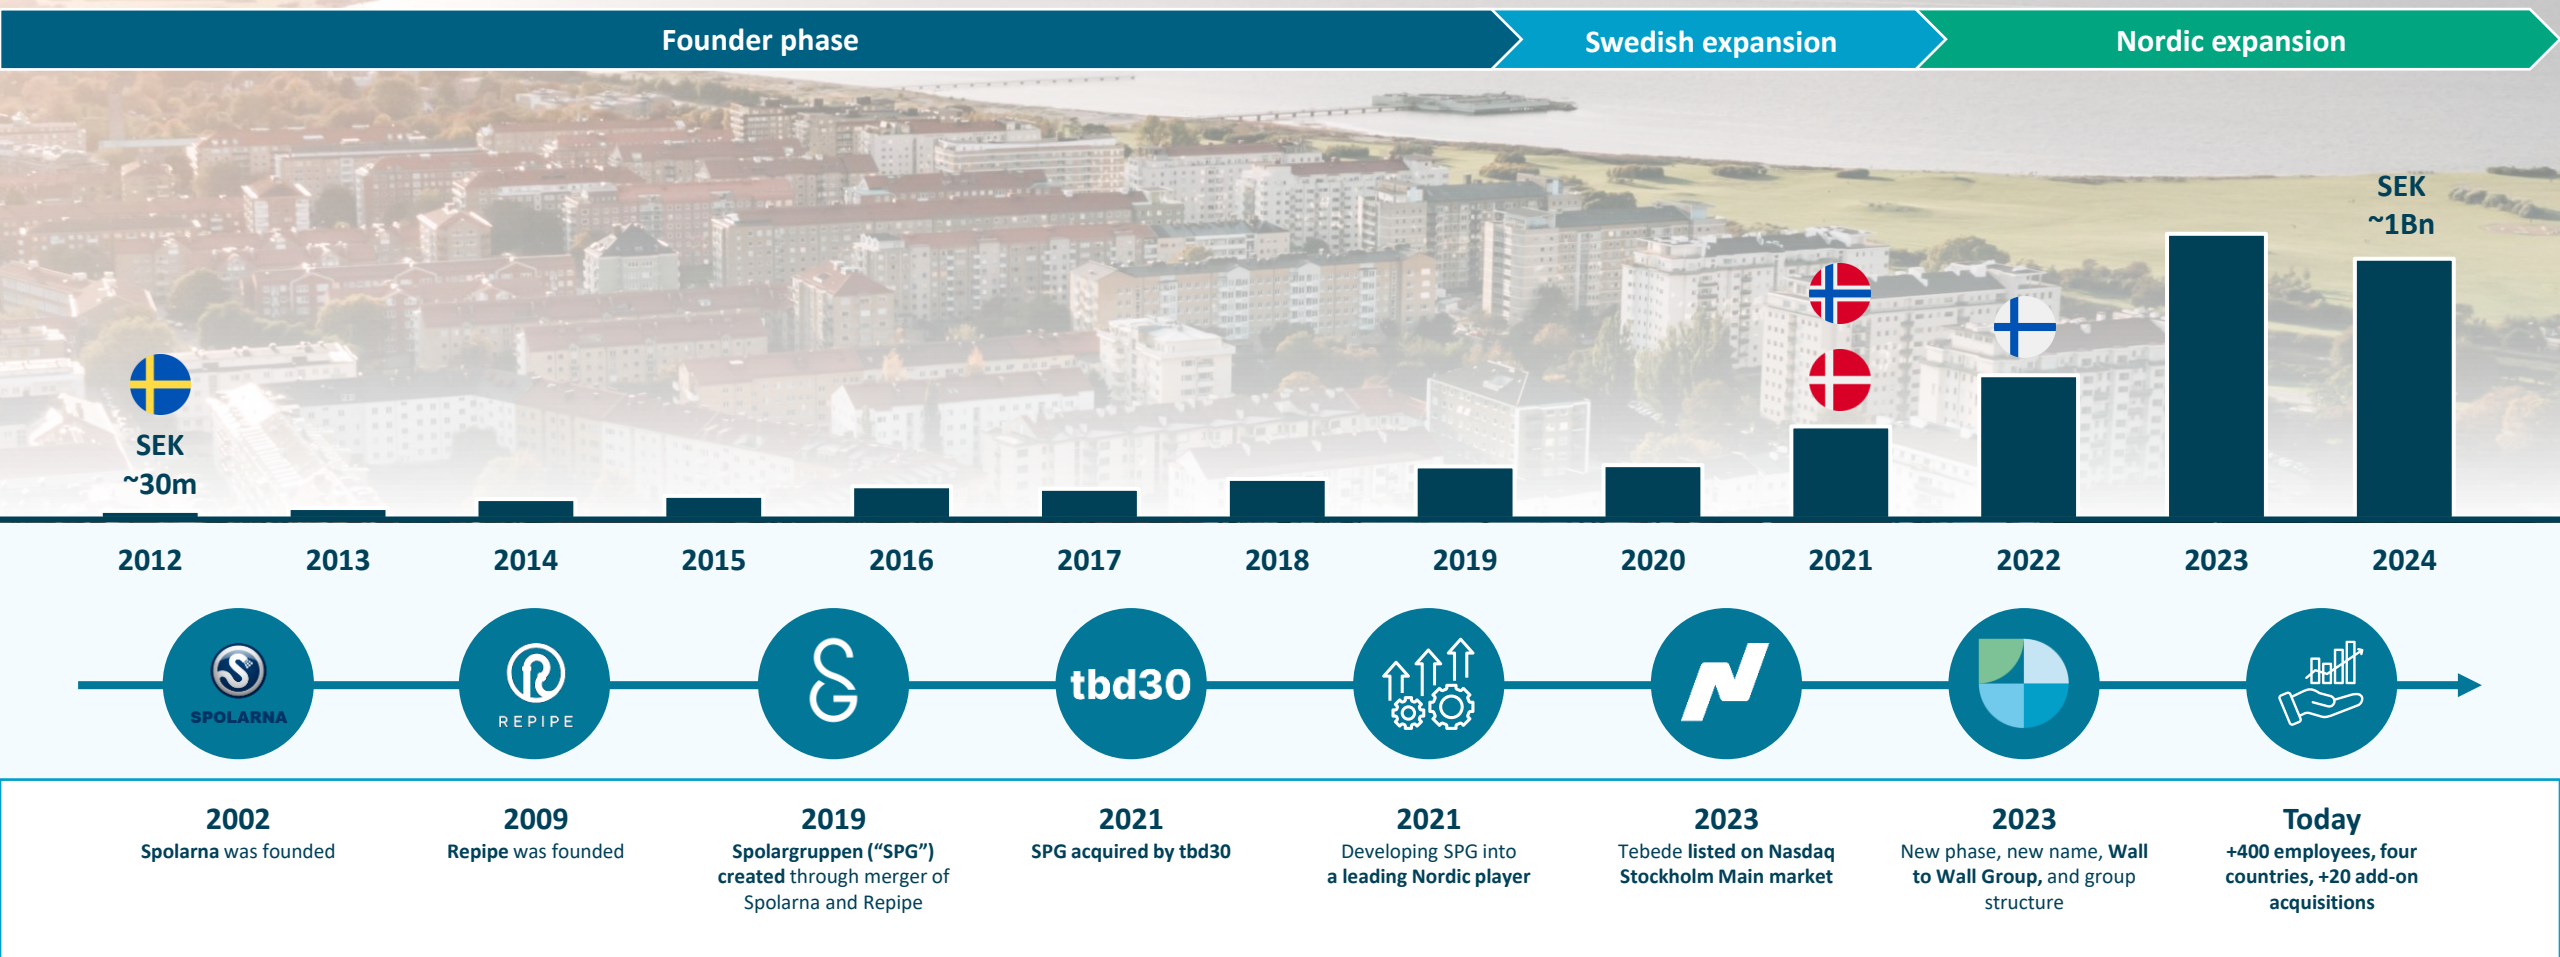 Founder phase
Swedish expansion
Nordic expansion
SEK
~30m
SEK
~1Bn
2012
2013
2014
2015
2016
2017
2018
2019
2020
2021
2022
2023
2024
SPOLARNA
REPIPE
tbd30
2002
Spolarna was founded
2009
Repipe was founded
2019
Spolargruppen (“SPG”)
created through merger of
Spolarna and Repipe
2021
SPG acquired by tbd30
2021
Developing SPG into
a leading Nordic player
2023
Tebede listed on Nasdaq
Stockholm Main market
2023
New phase, new name, Wall
to Wall Group, and group
structure
Today
+400 employees, four
countries, +20 add-on
acquisitions